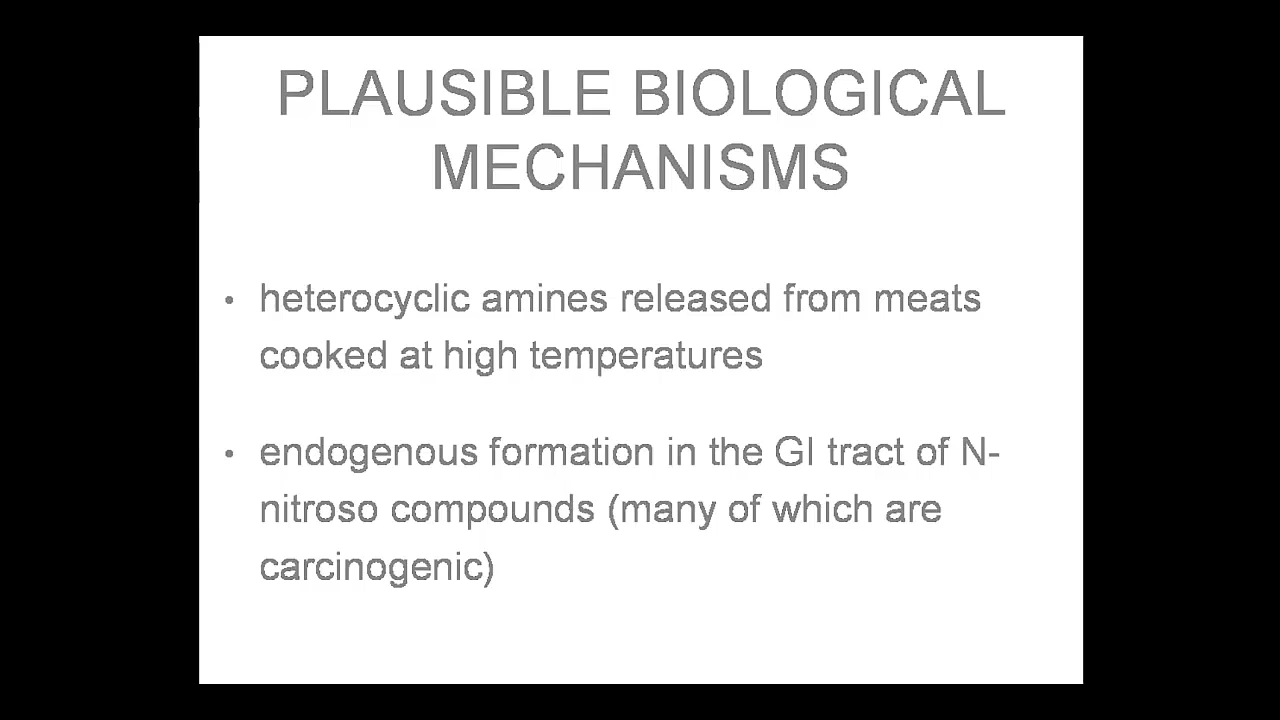 PLAUSIBLE BIOLOGICAL
MECHANISMS
• heterocyclic amines released from meats
cooked at high temperatures
• endogenous formation in the GI tract of N-
nitroso compounds (many of which are
carcinogenic)